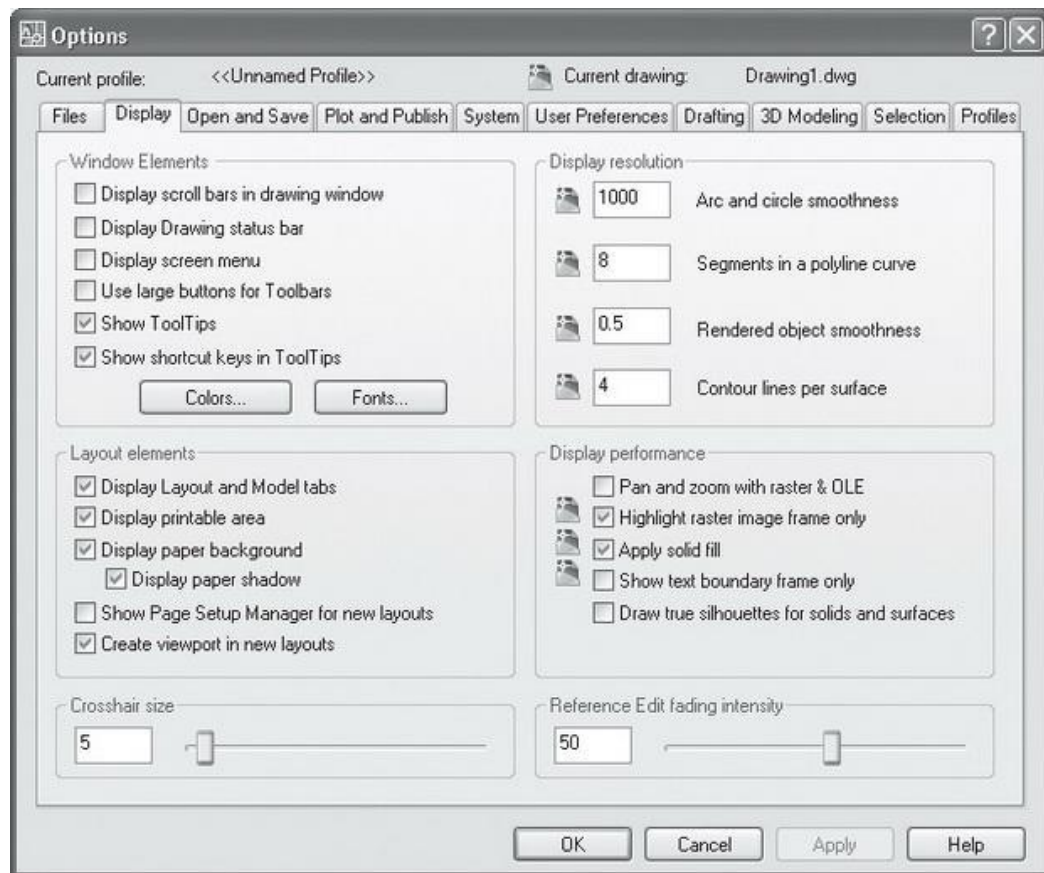 Options
Current profile: <<Unnamed Profile>> Current drawing: Drawing1.dwg
Files Display Open and Save Plot and Publish System User Preferences Drafting 3D Modeling Selection Profiles
Window Elements
Display scroll bars in drawing window
Display Drawing status bar
Display screen menu
Use large buttons for Toolbars
Show ToolTips
Show shortcut keys in ToolTips
Colors... Fonts...
Display resolution
1000 Arc and circle smoothness
8 Segments in a polyline curve
0.5 Rendered object smoothness
4 Contour lines per surface
Layout elements
Display Layout and Model tabs
Display printable area
Display paper background
Display paper shadow
Show Page Setup Manager for new layouts
Create viewport in new layouts
Display performance
Pan and zoom with raster & OLE
Highlight raster image frame only
Apply solid fill
Show text boundary frame only
Draw true silhouettes for solids and surfaces
Crosshair size
5
Reference Edit fading intensity
50
OK Cancel Apply Help